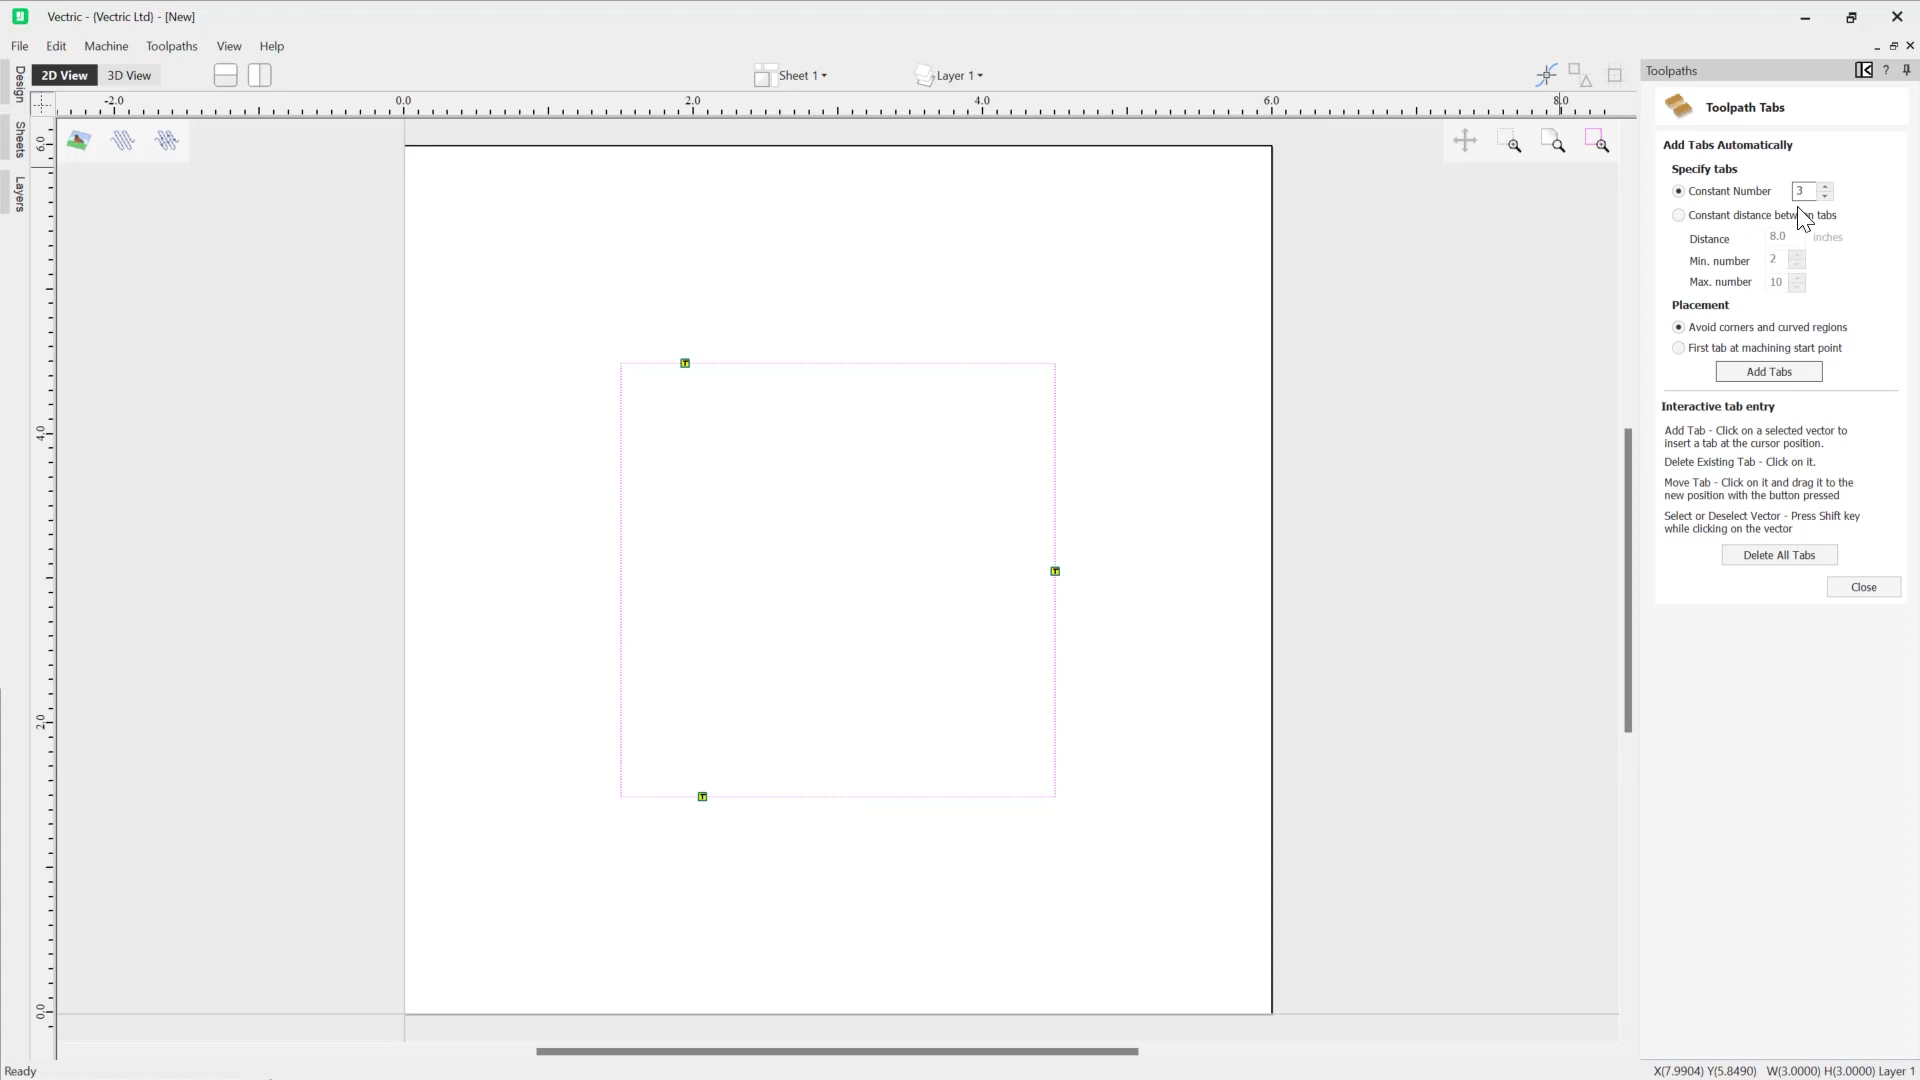 Vectric - {Vectric Ltd} - [New]
File Edit Machine Toolpaths View Help
2D View 3D View Sheet 1 Layer 1
Toolpaths ?
Design
Sheets
Layers
-2.0 0.0 2.0 4.0 6.0 8.0
6.0
4.0
2.0
0.0
T
T
T
Toolpath Tabs
Add Tabs Automatically
Specify tabs
Constant Number 3
Constant distance between tabs
Distance 8.0 inches
Min. number 2
Max. number 10
Placement
Avoid corners and curved regions
First tab at machining start point
Add Tabs
Interactive tab entry
Add Tab - Click on a selected vector to
insert a tab at the cursor position.
Delete Existing Tab - Click on it.
Move Tab - Click on it and drag it to the
new position with the button pressed
Select or Deselect Vector - Press Shift key
while clicking on the vector
Delete All Tabs
Close
Ready
X(7.9904) Y(5.8490) W(3.0000) H(3.0000) Layer 1